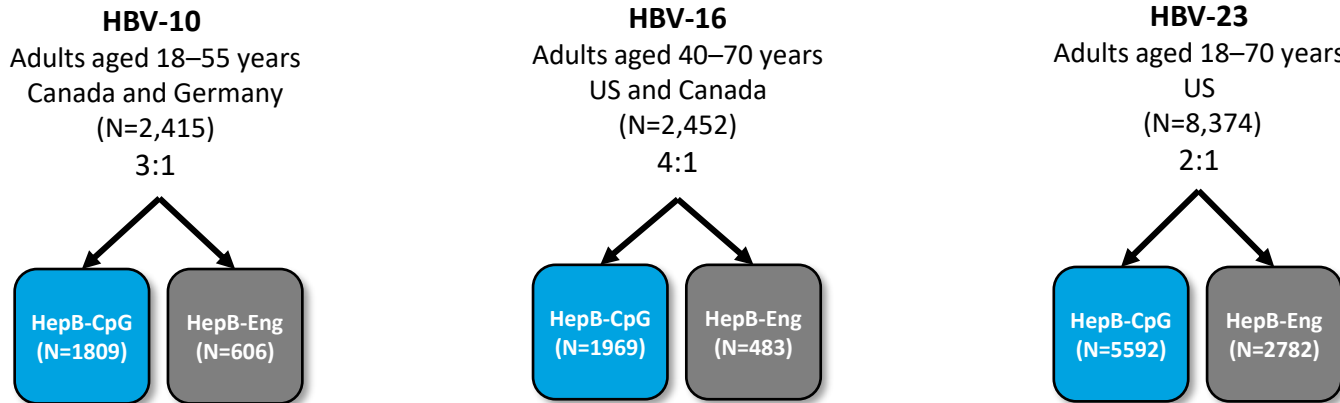 HBV-10
Adults aged 18–55 years
Canada and Germany
(N=2,415)
3:1
HepB-CpG
(N=1809)
HepB-Eng
(N=606)
HBV-16
Adults aged 40–70 years
US and Canada
(N=2,452)
4:1
HepB-CpG
(N=1969)
HepB-Eng
(N=483)
HBV-23
Adults aged 18–70 years
US
(N=8,374)
2:1
HepB-CpG
(N=5592)
HepB-Eng
(N=2782)